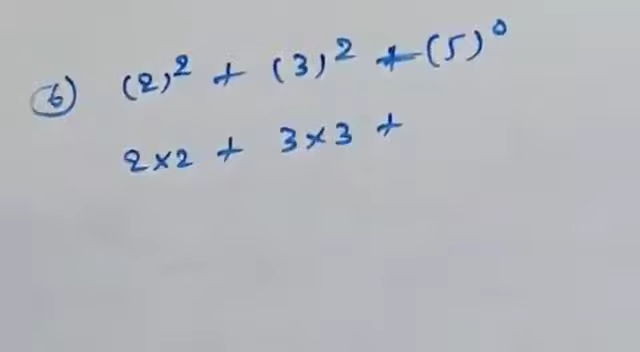 6) (2)² + (3)² + (5)⁰
2×2 + 3×3 +